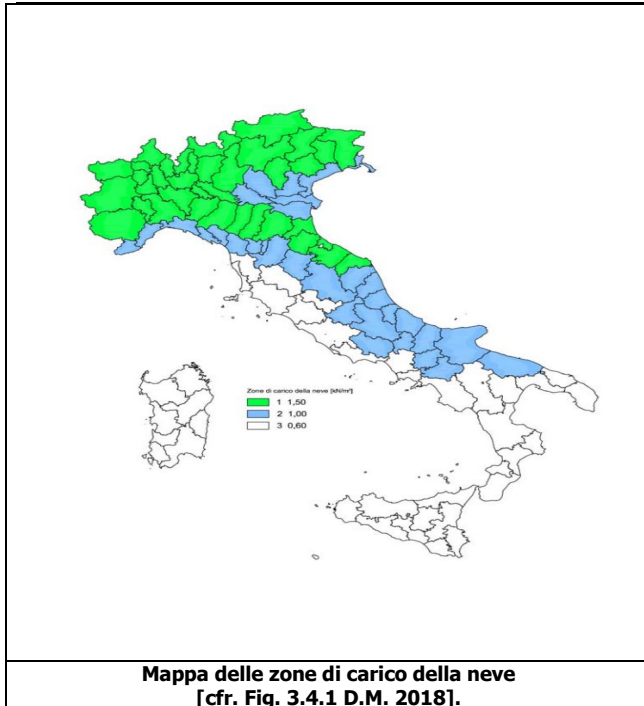 Zone di carico della neve [kN/m²]
1 1,50
2 1,00
3 0,60
Mappa delle zone di carico della neve
[cfr. Fig. 3.4.1 D.M. 2018].